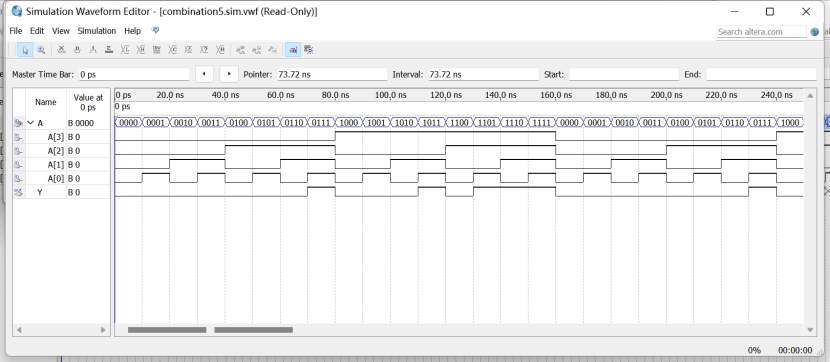 Simulation Waveform Editor - [combination5.sim.vwf (Read-Only)]
File Edit View Simulation Help
Search altera.com
Master Time Bar: 0 ps
Pointer: 73.72 ns
Interval: 73.72 ns
Start:
End:
Name Value at 0 ps
0 ps 20.0 ns 40.0 ns 60.0 ns 80.0 ns 100.0 ns 120.0 ns 140.0 ns 160.0 ns 180.0 ns 200.0 ns 220.0 ns 240.0 ns
0 ps
A B 0000 0000 0001 0010 0011 0100 0101 0110 0111 1000 1001 1010 1011 1100 1101 1110 1111 0000 0001 0010 0011 0100 0101 0110 0111 1000
A[3] B 0
A[2] B 0
A[1] B 0
A[0] B 0
Y B 0
0% 00:00:00